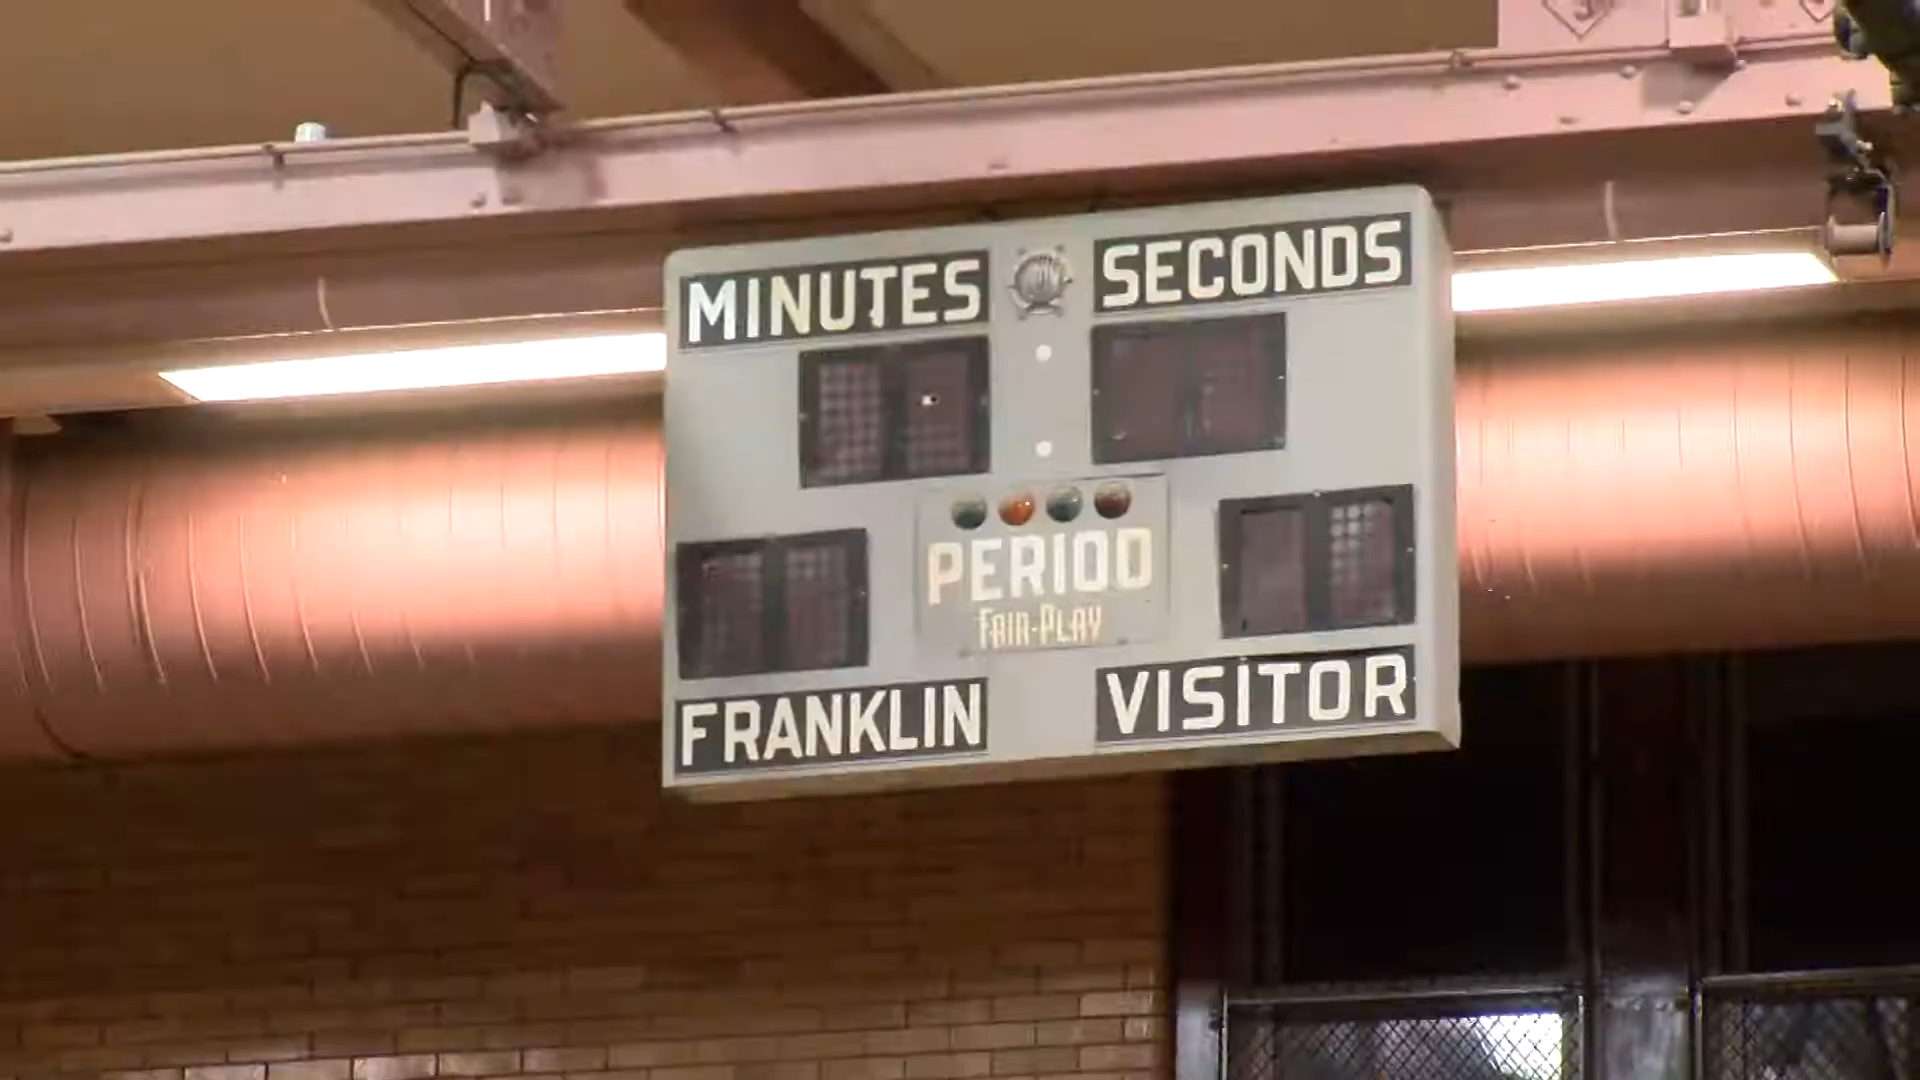 MINUTES
SECONDS
PERIOD
FAIR-PLAY
FRANKLIN
VISITOR